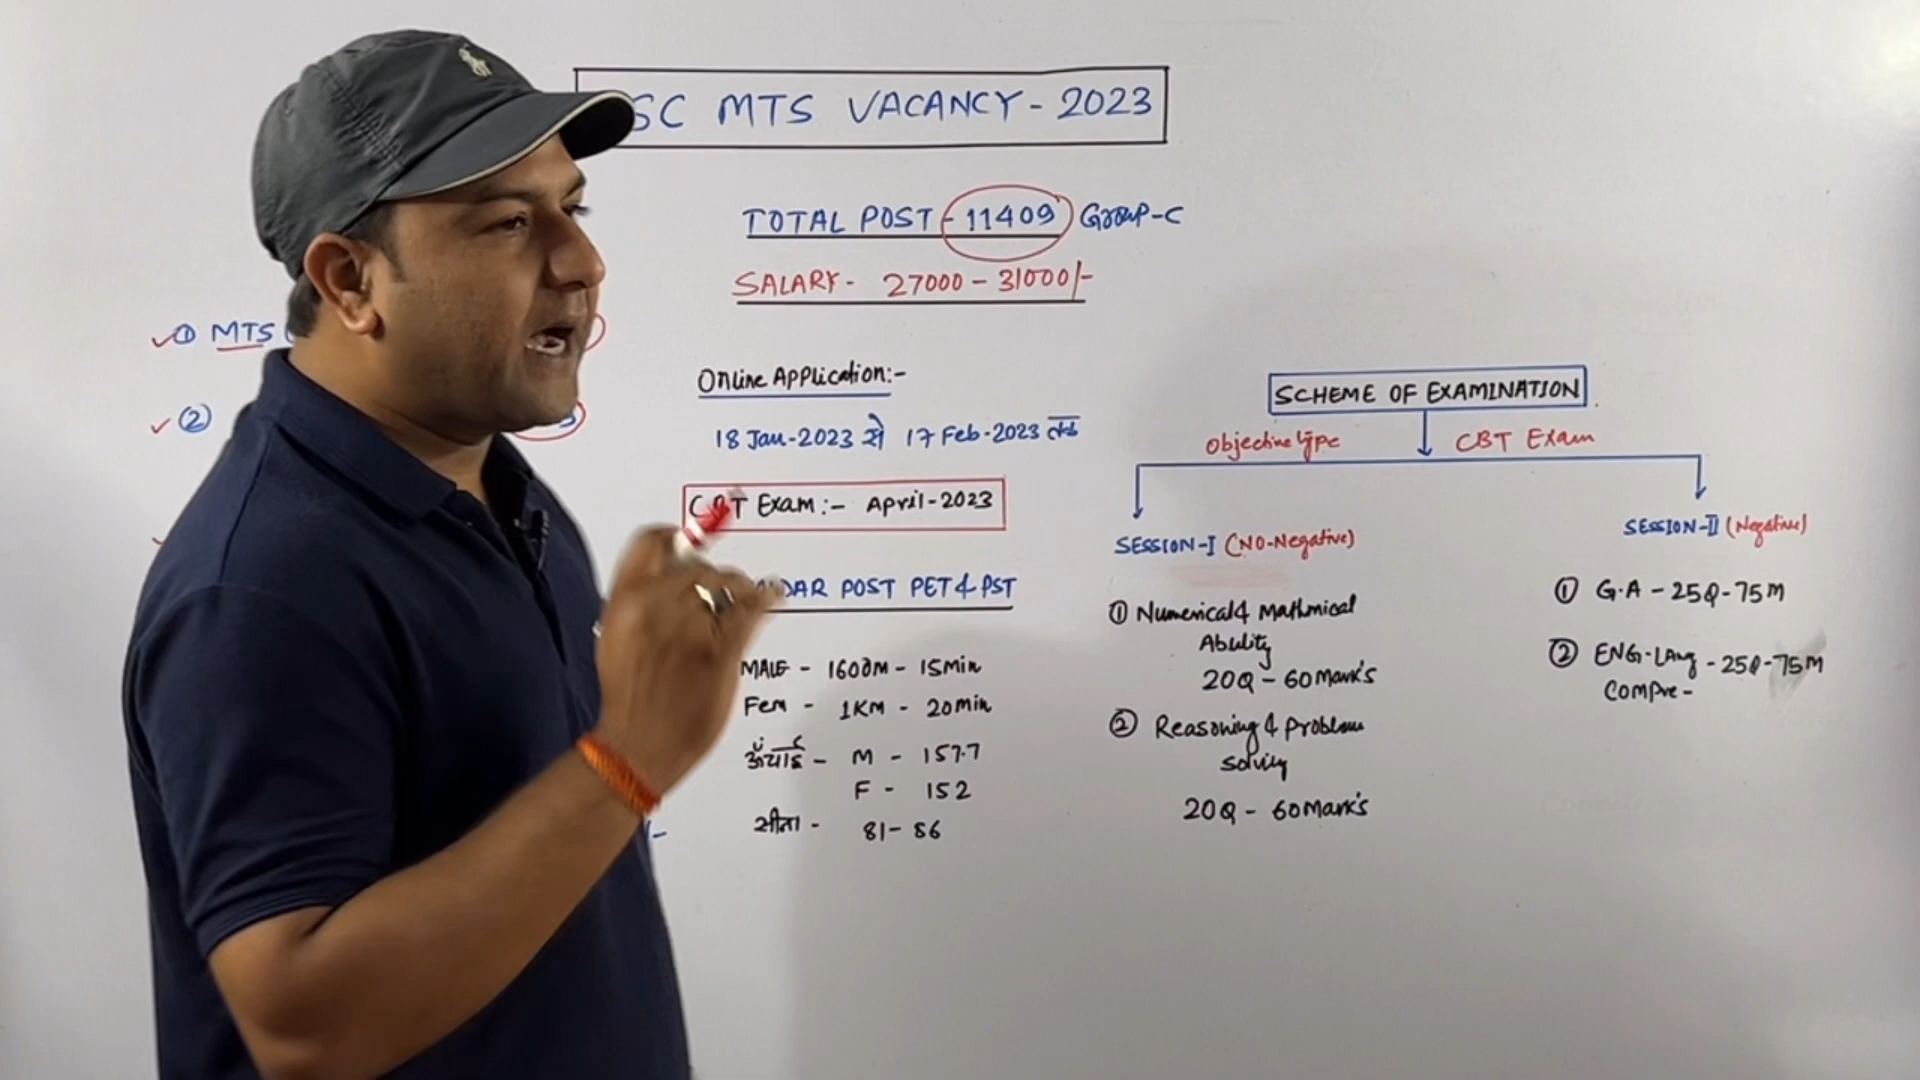 SC MTS VACANCY - 2023
TOTAL POST - 11409 Group-C
SALARY - 27000 - 31000/-
① MTS
②
Online Application:-
18 Jan-2023 से 17 Feb-2023 तक
CBT Exam:- April-2023
DAR POST PET & PST
MALE - 1600M - 15Min
Fem - 1KM - 20min
ऊंचाई - M - 157.7
F - 152
सीना - 81-86
SCHEME OF EXAMINATION
Objective type CBT Exam
SESSION-I (NO-Negative)
① Numerical & Mathmical
Ability
20Q - 60Mark's
② Reasoning & Problem
Solving
20Q - 60Mark's
SESSION-II (Negative)
① G.A - 25Q-75M
② ENG-Lang - 25Q-75M
Compre-